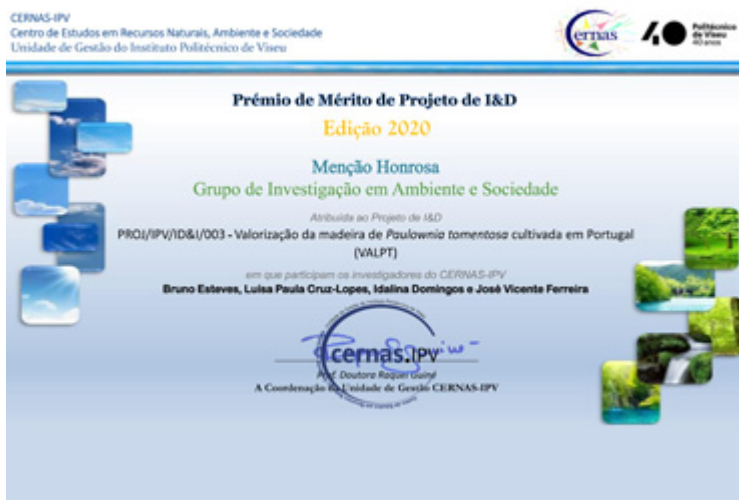 CERNAS-IPV
Centro de Estudos em Recursos Naturais, Ambiente e Sociedade
Unidade de Gestão do Instituto Politécnico de Viseu
cernas
40
Politécnico
de Viseu
40 anos
Prémio de Mérito de Projeto de I&D
Edição 2020
Menção Honrosa
Grupo de Investigação em Ambiente e Sociedade
Atribuída ao Projeto de I&D
PROJ/IPV/ID&I/003 - Valorização da madeira de Paulownia tomentosa cultivada em Portugal
(VALPT)
em que participam os investigadores do CERNAS-IPV
Bruno Esteves, Luísa Paula Cruz-Lopes, Idalina Domingos e José Vicente Ferreira
cernas.IPV
Prof. Doutora Raquel Guiné
A Coordenação da Unidade de Gestão CERNAS-IPV